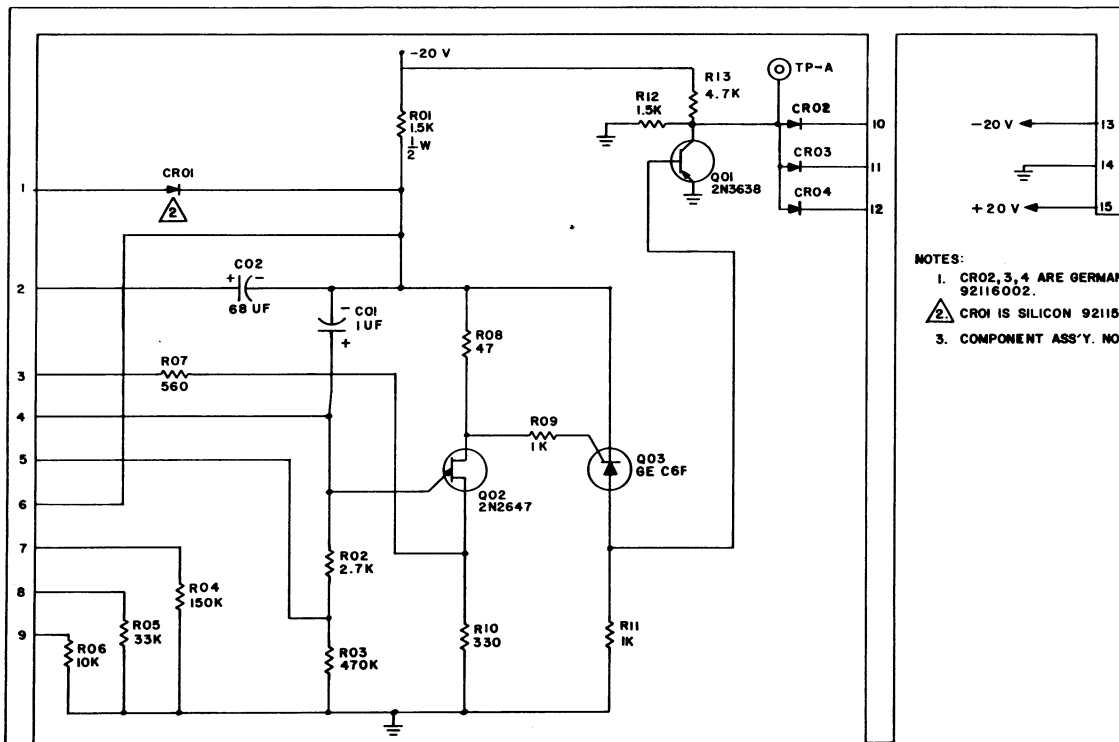 -20 V
TP-A
R13
4.7K
R12
1.5K
R01
1.5K
1/2 W
CR02
10
-20 V
13
CR03
11
14
Q01
2N3638
CR04
12
+20 V
15
1
CR01
2
NOTES:
1. CR02,3,4 ARE GERMAN
92116002.
2. CR01 IS SILICON 92115
3. COMPONENT ASS'Y. NO
2
C02
+ -
68 UF
-
C01
1UF
+
R08
47
3
R07
560
4
R09
1K
5
Q03
GE C6F
Q02
2N2647
6
7
R02
2.7K
R04
150K
8
R05
33K
R10
330
R11
1K
9
R06
10K
R03
470K